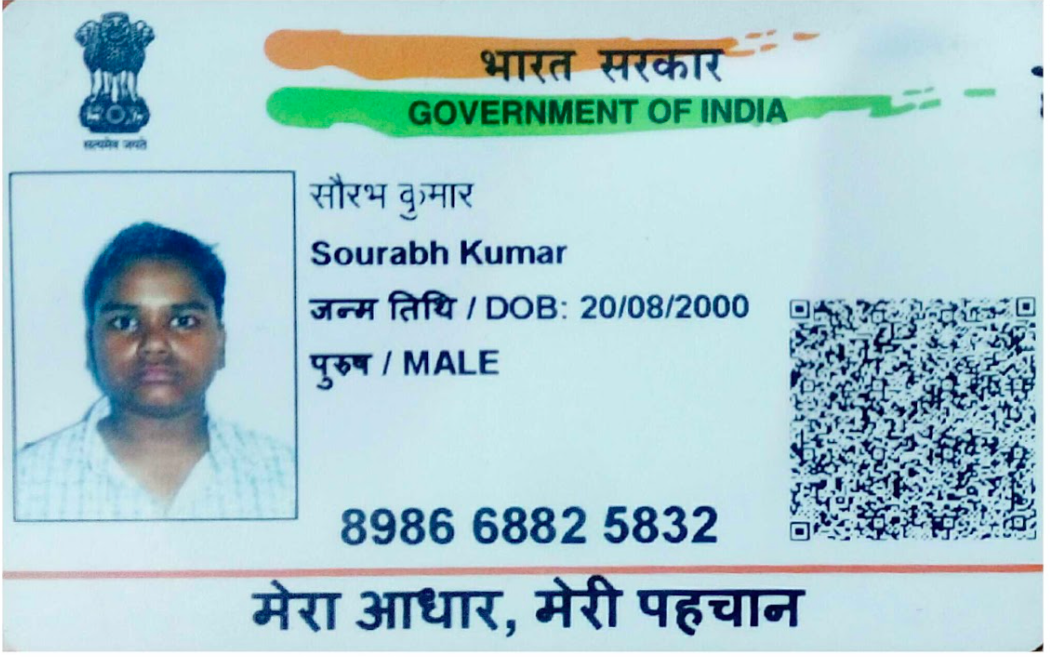 भारत सरकार
GOVERNMENT OF INDIA
सत्यमेव जयते
सौरभ कुमार
Sourabh Kumar
जन्म तिथि / DOB: 20/08/2000
पुरुष / MALE
8986 6882 5832
मेरा आधार, मेरी पहचान